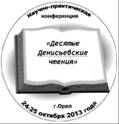 Научно-практическая
конференция
«Десятые
Денисьевские
чтения»
г.Орел
24-25 октября 2013 года